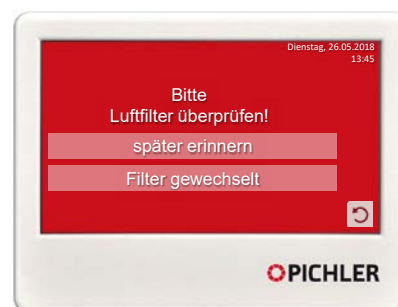 Dienstag, 26.05.2018
13:45
Bitte
Luftfilter überprüfen!
später erinnern
Filter gewechselt
PICHLER